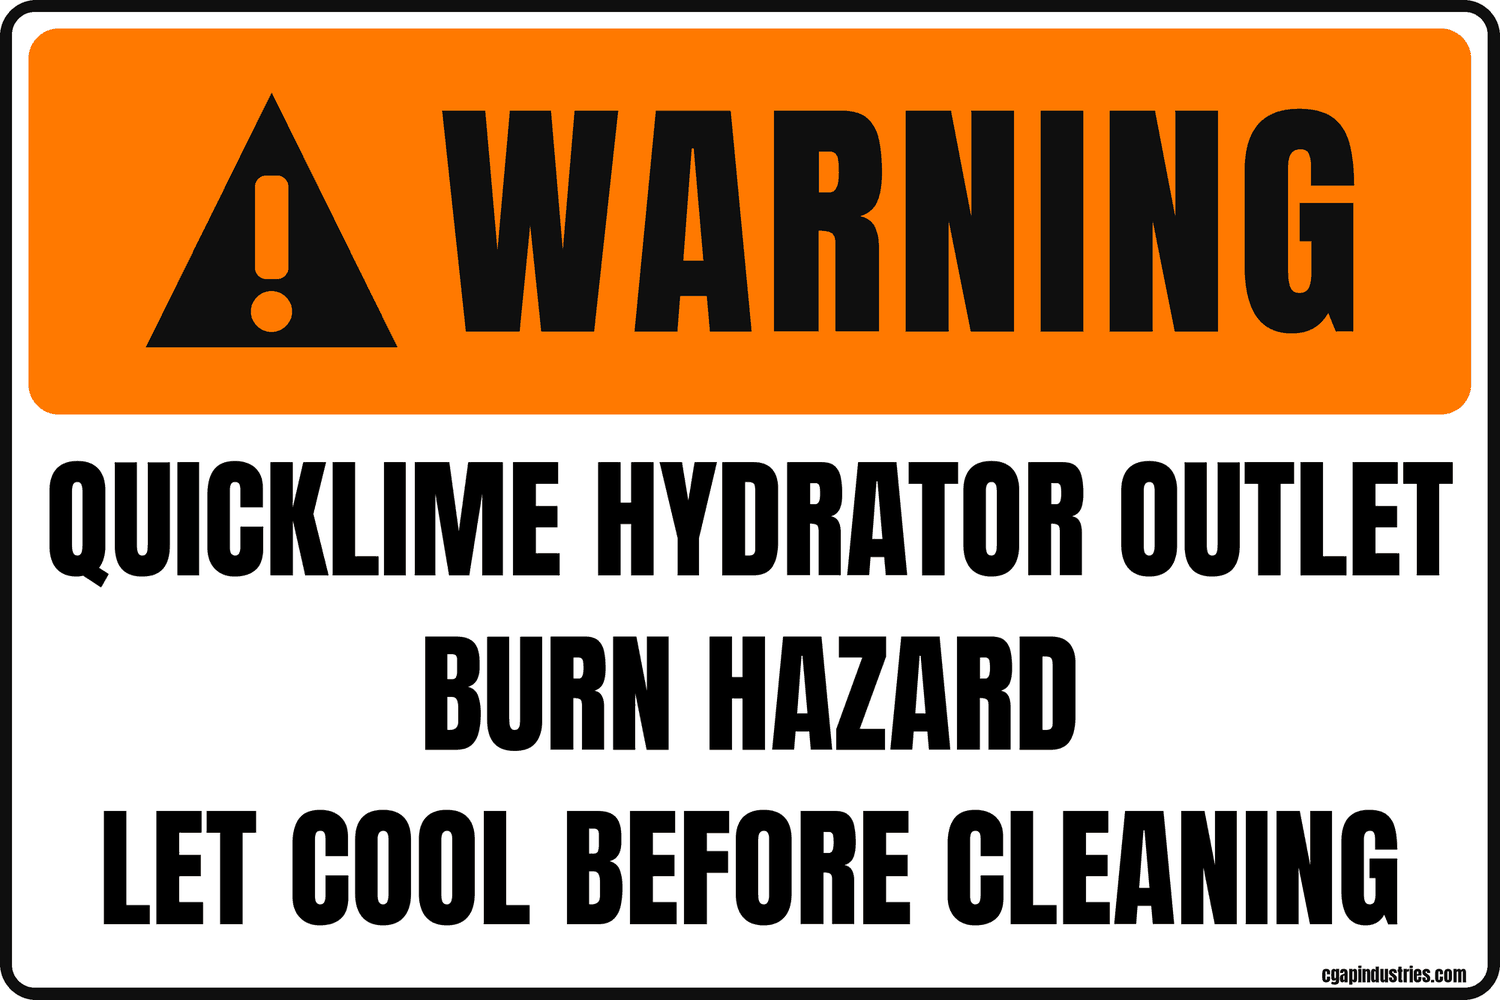 WARNING
QUICKLIME HYDRATOR OUTLET
BURN HAZARD
LET COOL BEFORE CLEANING
cgapindustries.com